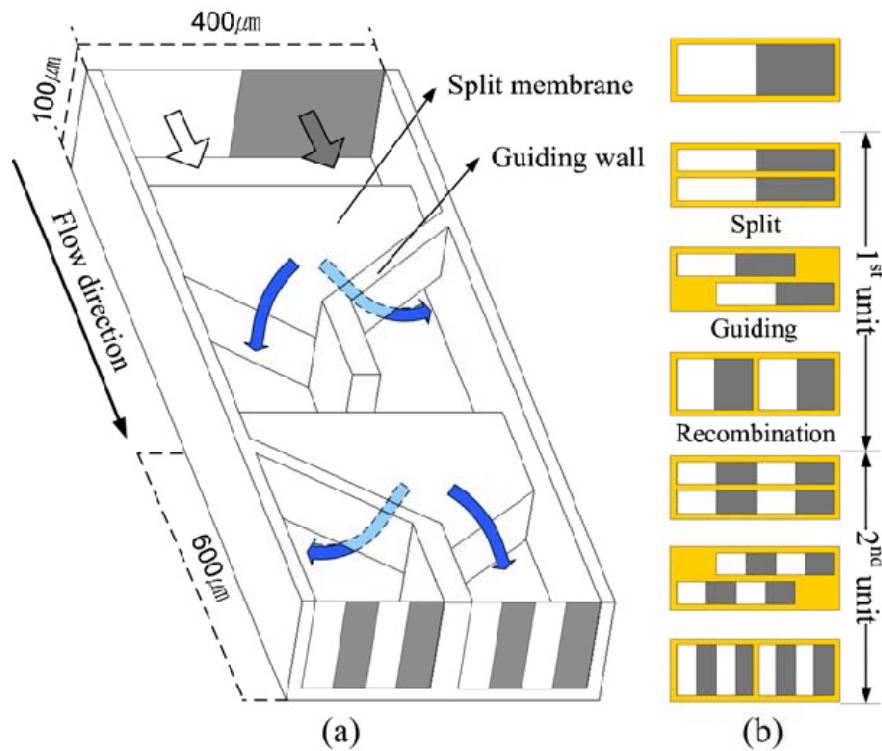 400μm
100μm
Split membrane
Guiding wall
Flow direction
600μm
(a)
Split
Guiding
Recombination
1st unit
2nd unit
(b)